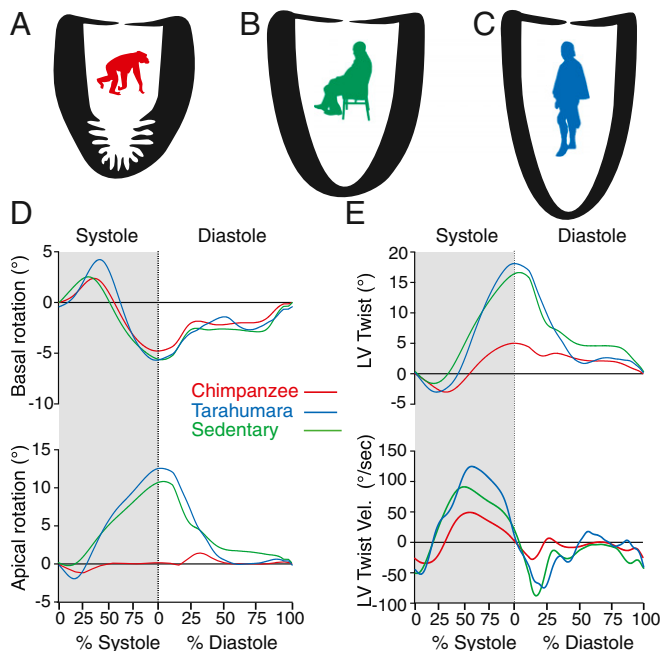 A
B
C
D
E
Systole
Diastole
Systole
Diastole
Basal rotation (°)
5
0
-5
-10
LV Twist (°)
20
15
10
5
0
-5
Chimpanzee
Tarahumara
Sedentary
Apical rotation (°)
15
10
5
0
-5
LV Twist Vel. (°/sec)
150
100
50
0
-50
-100
0 25 50 75 0 25 50 75 100
% Systole % Diastole
0 25 50 75 0 25 50 75 100
% Systole % Diastole